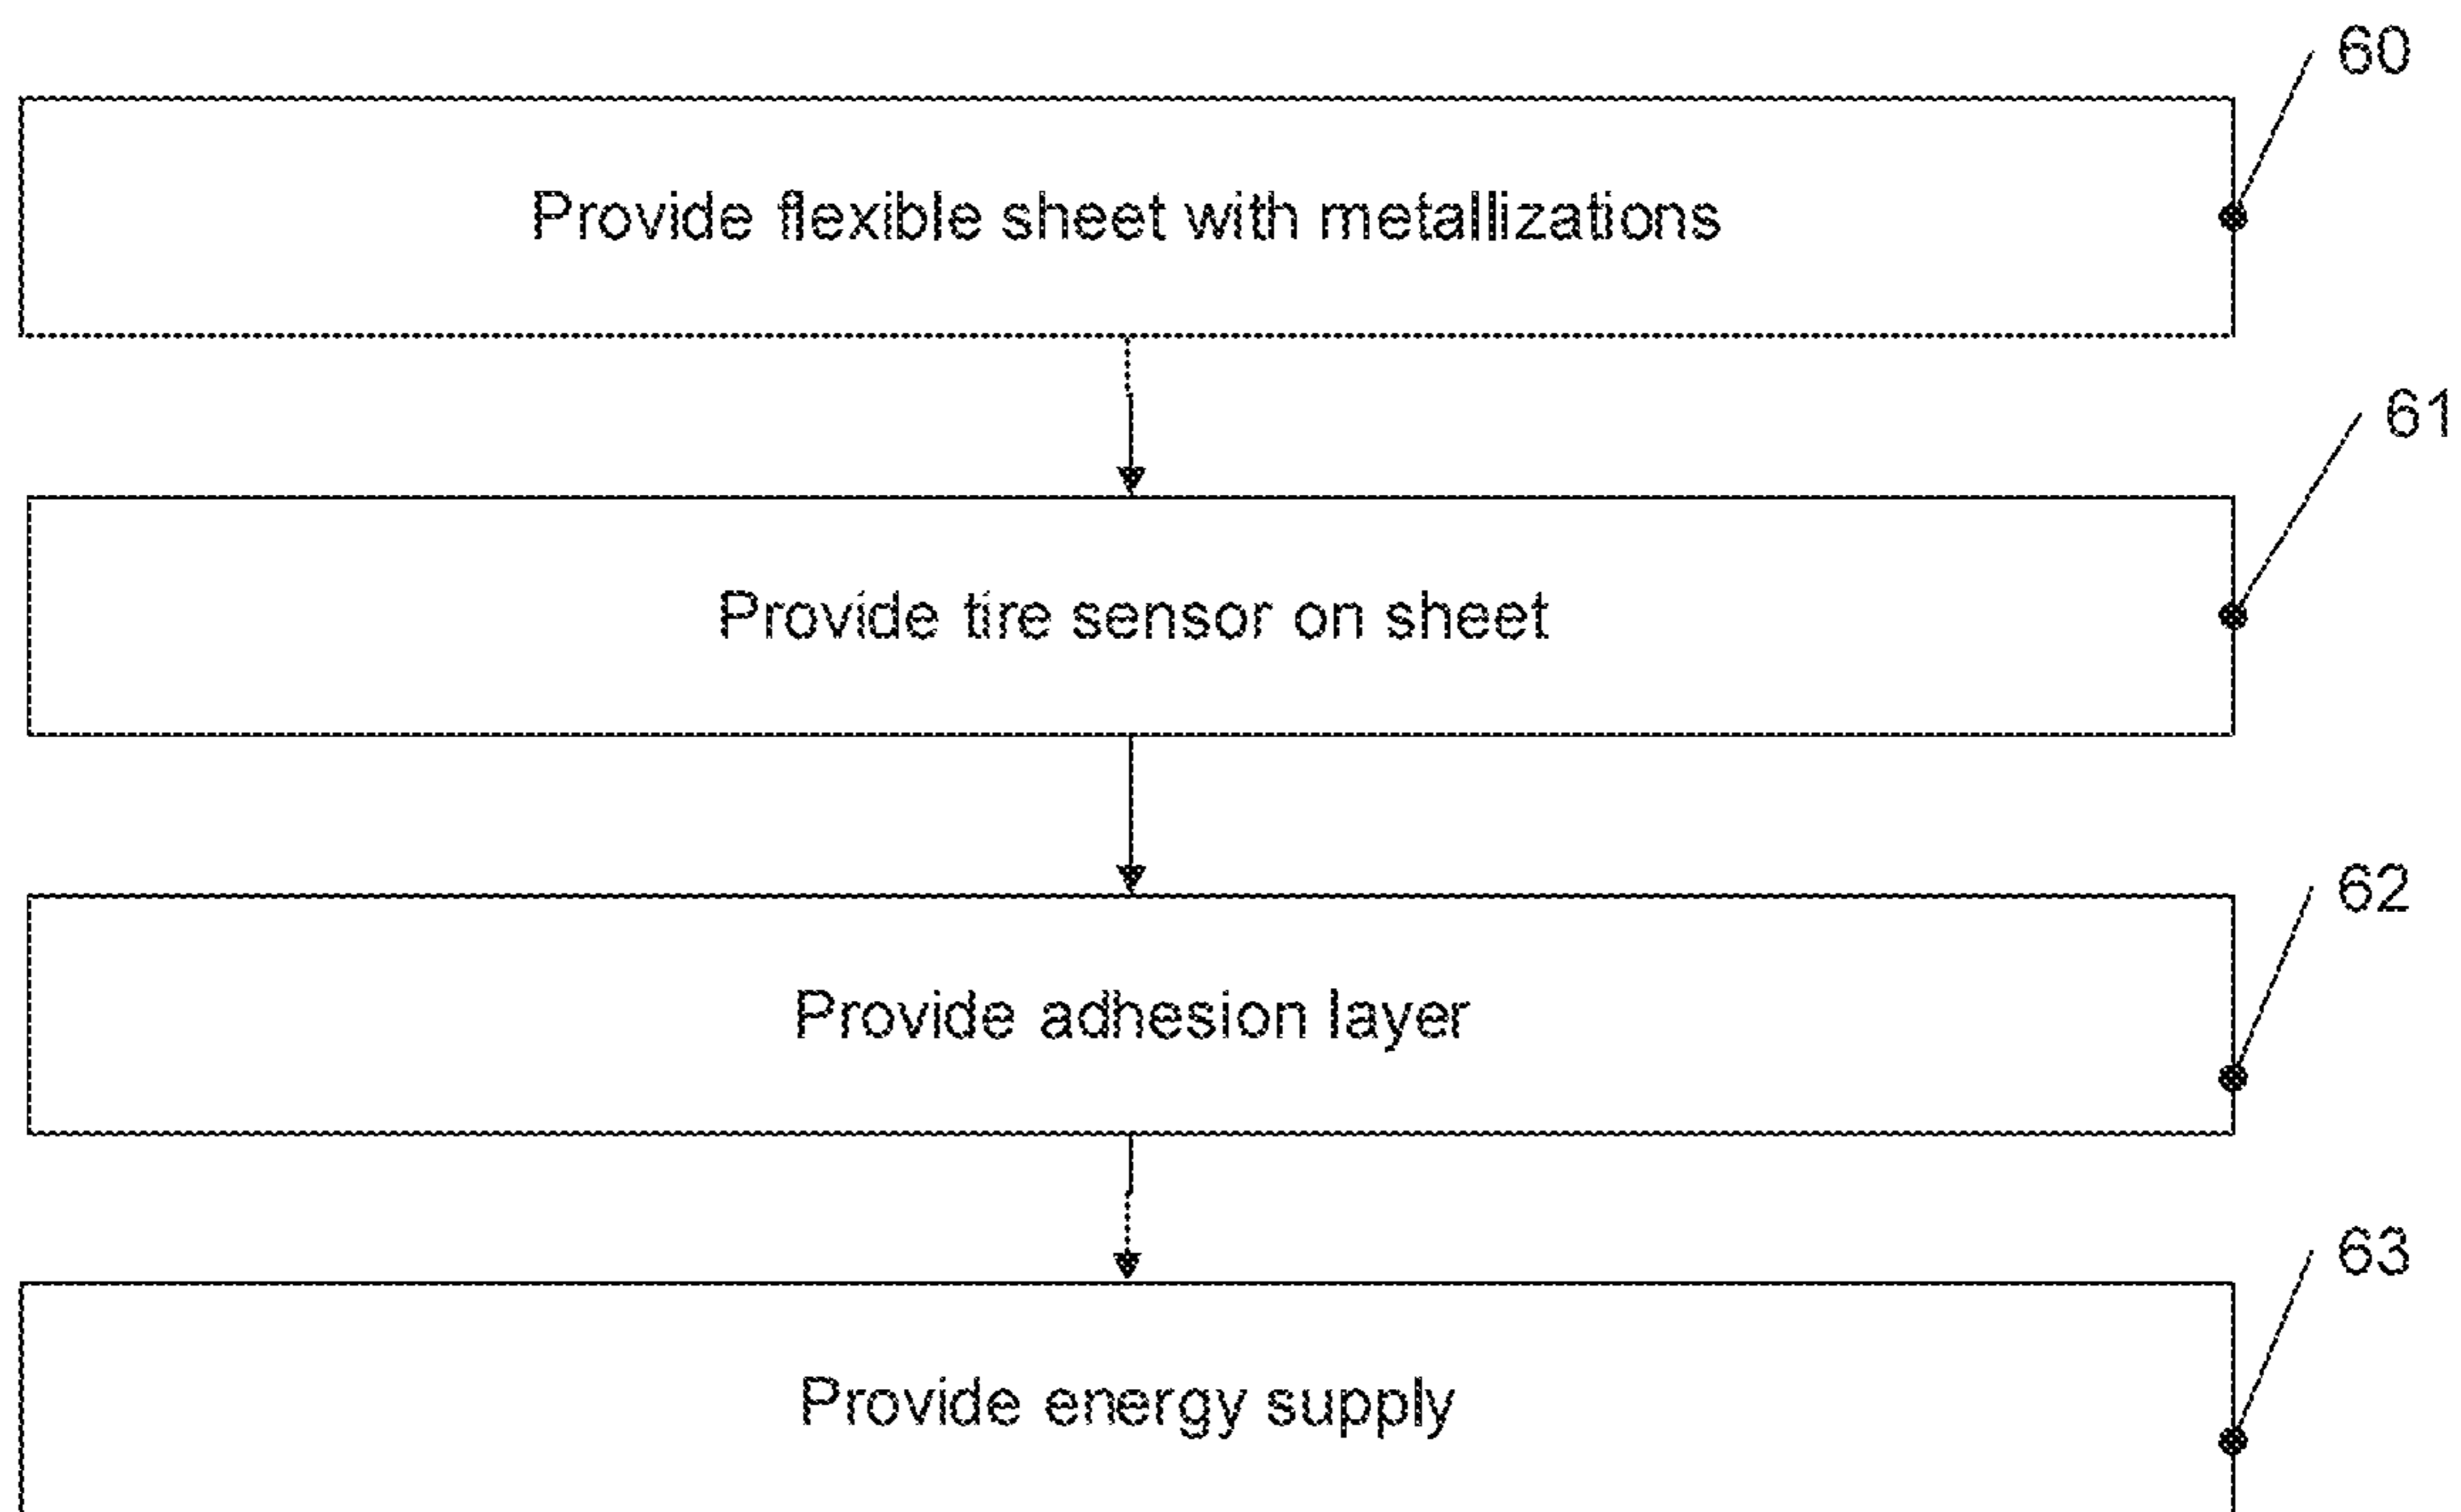 60
Provide flexible sheet with metallizations
61
Provide tire sensor on sheet
62
Provide adhesion layer
63
Provide energy supply